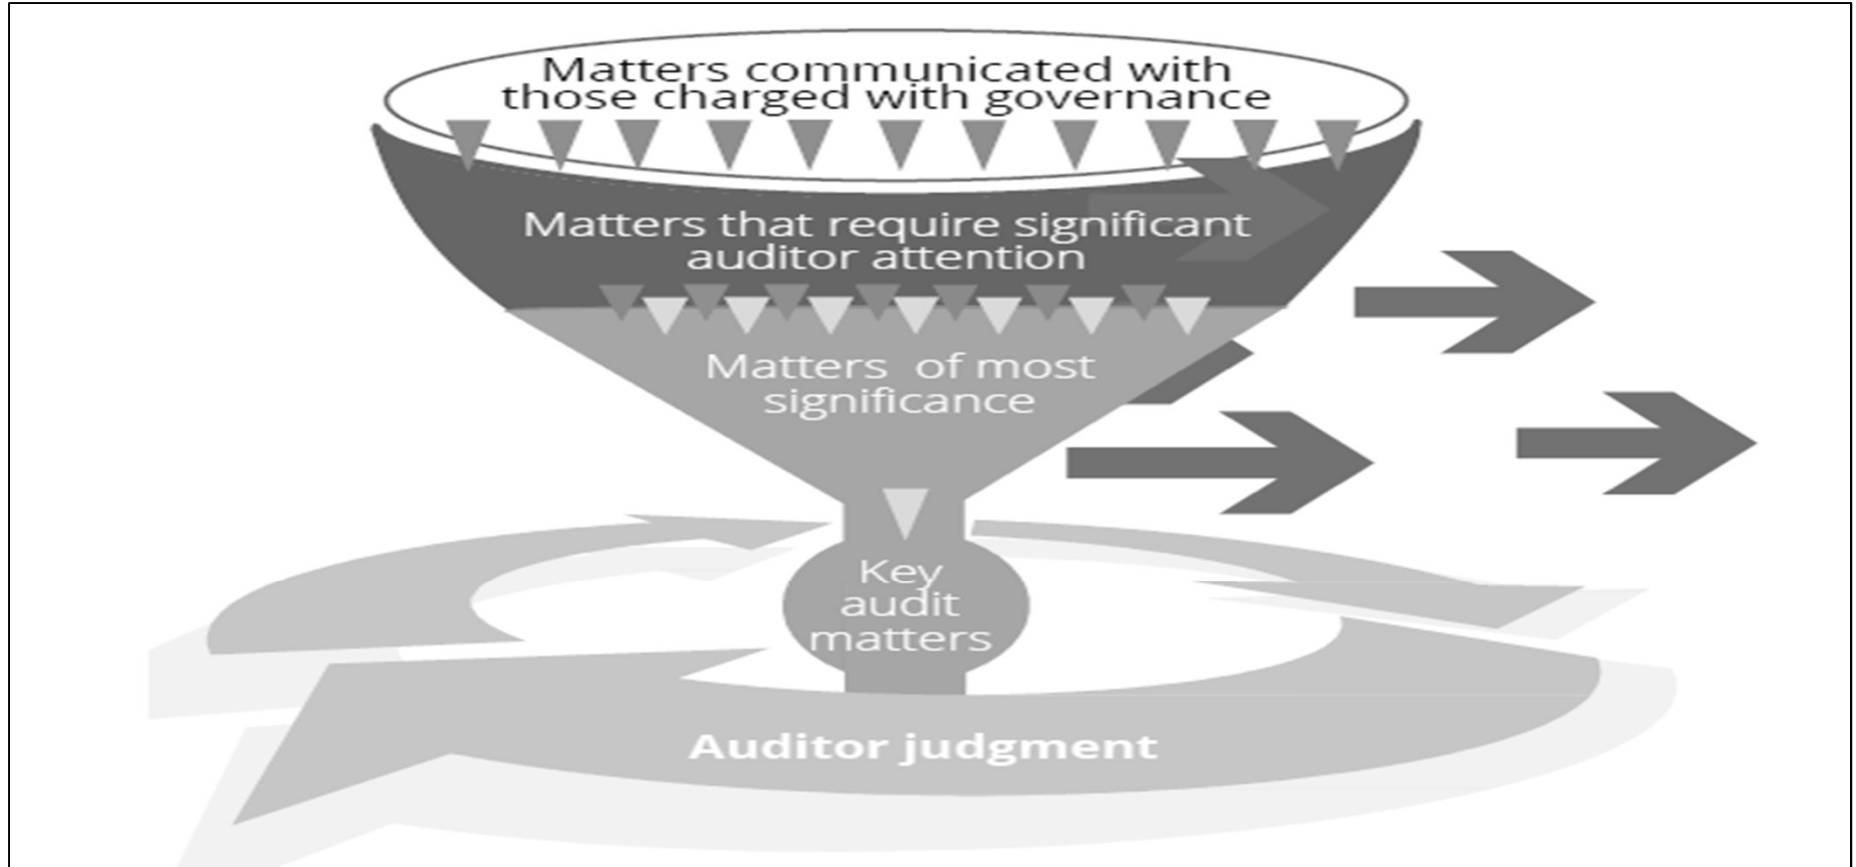 Matters communicated with
those charged with governance
Matters that require significant
auditor attention
Matters of most
significance
Key
audit
matters
Auditor judgment